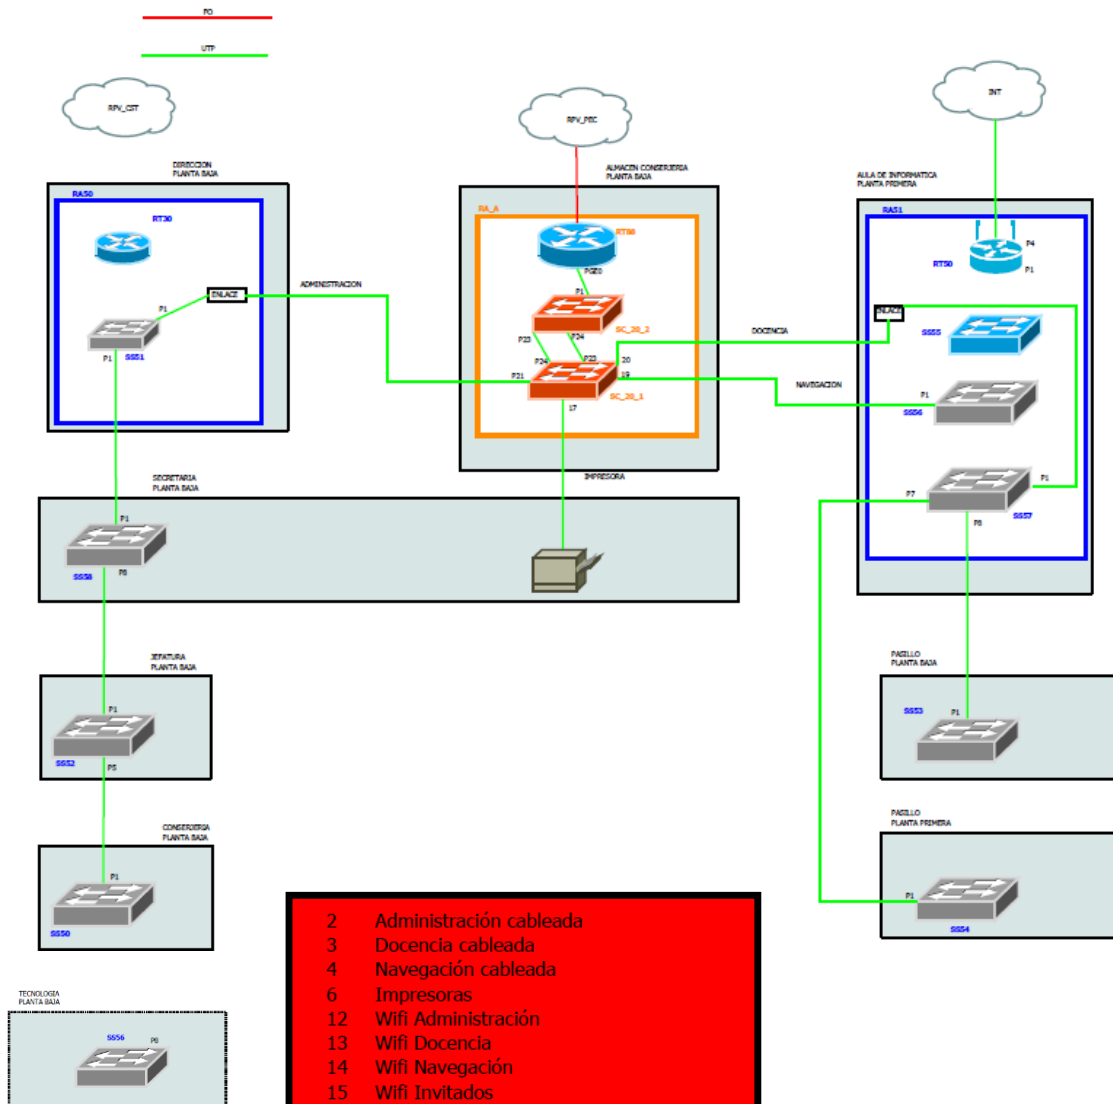 FO
UTP
RPV_CST
RPV_PEC
INT
DIRECCION
PLANTA BAJA
RA50
RT30
ENLACE
P1
P1
SS51
ADMINISTRACION
ALMACEN CONSERJERIA
PLANTA BAJA
RA_A
RT88
PGE0
P1
SC_20_2
P23
P24
P24
P23
P21
20
19
SC_20_1
17
DOCENCIA
NAVEGACION
IMPRESORA
AULA DE INFORMATICA
PLANTA PRIMERA
RA51
P4
RT50
P1
ENLACE
SS55
P1
SS56
P7
P1
P8
SS57
SECRETARIA
PLANTA BAJA
P1
P8
SS58
JEFATURA
PLANTA BAJA
P1
SS52
P5
CONSERJERIA
PLANTA BAJA
P1
SS50
PASILLO
PLANTA BAJA
SS53
P1
PASILLO
PLANTA PRIMERA
P1
SS54
TECNOLOGIA
PLANTA BAJA
SS56
P8
2 Administración cableada
3 Docencia cableada
4 Navegación cableada
6 Impresoras
12 Wifi Administración
13 Wifi Docencia
14 Wifi Navegación
15 Wifi Invitados